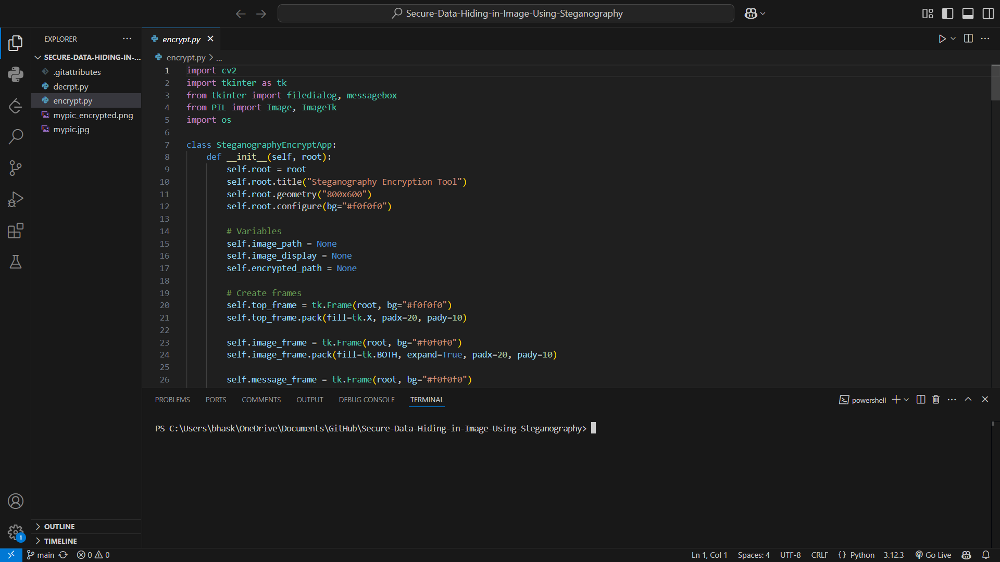 Secure-Data-Hiding-in-Image-Using-Steganography
EXPLORER
SECURE-DATA-HIDING-IN-...
.gitattributes
decrpt.py
encrypt.py
mypic_encrypted.png
mypic.jpg
OUTLINE
TIMELINE
encrypt.py
encrypt.py > ...
1 import cv2
2 import tkinter as tk
3 from tkinter import filedialog, messagebox
4 from PIL import Image, ImageTk
5 import os
6
7 class SteganographyEncryptApp:
8     def __init__(self, root):
9         self.root = root
10         self.root.title("Steganography Encryption Tool")
11         self.root.geometry("800x600")
12         self.root.configure(bg="#f0f0f0")
13
14         # Variables
15         self.image_path = None
16         self.image_display = None
17         self.encrypted_path = None
18
19         # Create frames
20         self.top_frame = tk.Frame(root, bg="#f0f0f0")
21         self.top_frame.pack(fill=tk.X, padx=20, pady=10)
22
23         self.image_frame = tk.Frame(root, bg="#f0f0f0")
24         self.image_frame.pack(fill=tk.BOTH, expand=True, padx=20, pady=10)
25
26         self.message_frame = tk.Frame(root, bg="#f0f0f0")
PROBLEMS PORTS COMMENTS OUTPUT DEBUG CONSOLE TERMINAL powershell
PS C:\Users\bhask\OneDrive\Documents\GitHub\Secure-Data-Hiding-in-Image-Using-Steganography>
1
main 0 0 Ln 1, Col 1 Spaces: 4 UTF-8 CRLF {} Python 3.12.3 Go Live